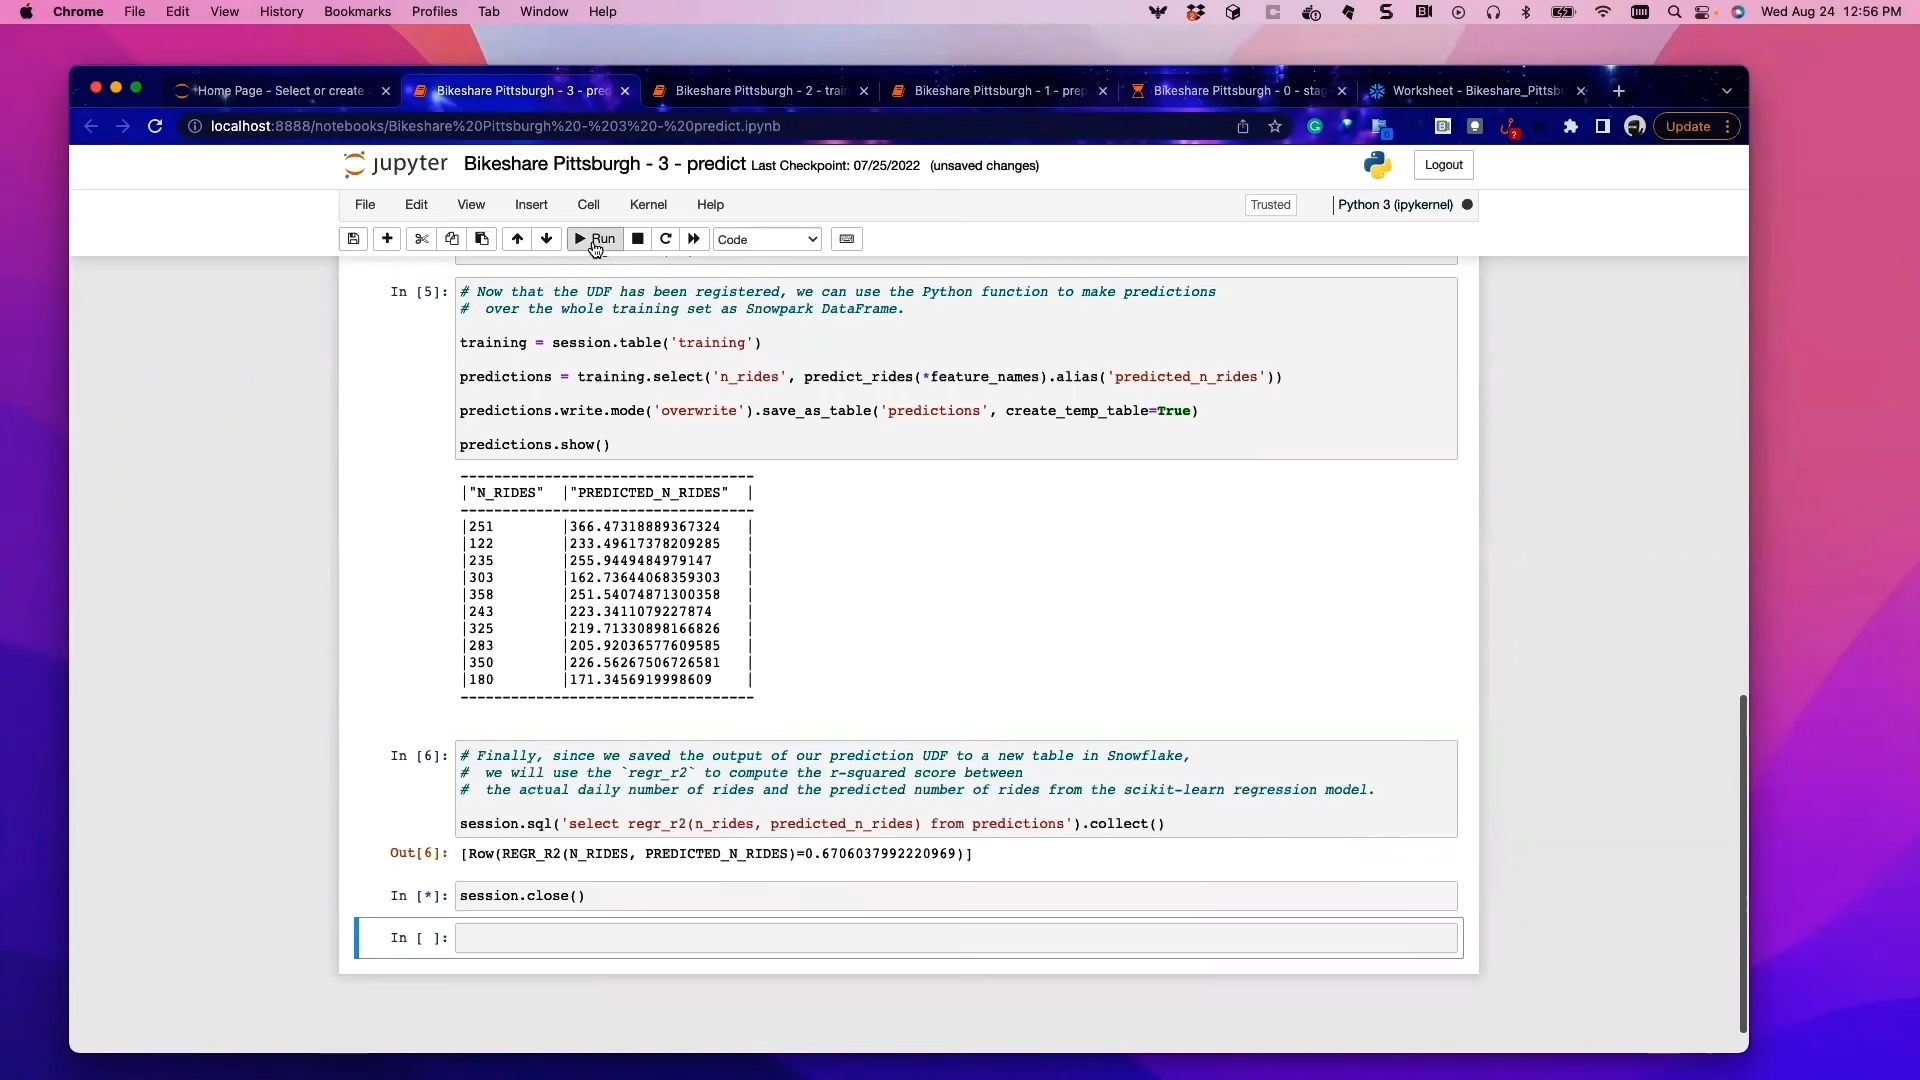 Chrome File Edit View History Bookmarks Profiles Tab Window Help Wed Aug 24 12:56 PM
Home Page - Select or create Bikeshare Pittsburgh - 3 - pred Bikeshare Pittsburgh - 2 - train Bikeshare Pittsburgh - 1 - prep Bikeshare Pittsburgh - 0 - stag Worksheet - Bikeshare_Pittsb
localhost:8888/notebooks/Bikeshare%20Pittsburgh%20-%203%20-%20predict.ipynb Update
jupyter Bikeshare Pittsburgh - 3 - predict Last Checkpoint: 07/25/2022 (unsaved changes) Logout
File Edit View Insert Cell Kernel Help Trusted Python 3 (ipykernel)
Run Code
In [5]: # Now that the UDF has been registered, we can use the Python function to make predictions
# over the whole training set as Snowpark DataFrame.
training = session.table('training')
predictions = training.select('n_rides', predict_rides(*feature_names).alias('predicted_n_rides'))
predictions.write.mode('overwrite').save_as_table('predictions', create_temp_table=True)
predictions.show()
-----------------------------------
|"N_RIDES" |"PREDICTED_N_RIDES" |
-----------------------------------
|251 |366.47318889367324 |
|122 |233.49617378209285 |
|235 |255.9449484979147 |
|303 |162.73644068359303 |
|358 |251.54074871300358 |
|243 |223.3411079227874 |
|325 |219.71330898166826 |
|283 |205.92036577609585 |
|350 |226.56267506726581 |
|180 |171.3456919998609 |
-----------------------------------
In [6]: # Finally, since we saved the output of our prediction UDF to a new table in Snowflake,
# we will use the `regr_r2` to compute the r-squared score between
# the actual daily number of rides and the predicted number of rides from the scikit-learn regression model.
session.sql('select regr_r2(n_rides, predicted_n_rides) from predictions').collect()
Out[6]: [Row(REGR_R2(N_RIDES, PREDICTED_N_RIDES)=0.6706037992220969)]
In [*]: session.close()
In [ ]: